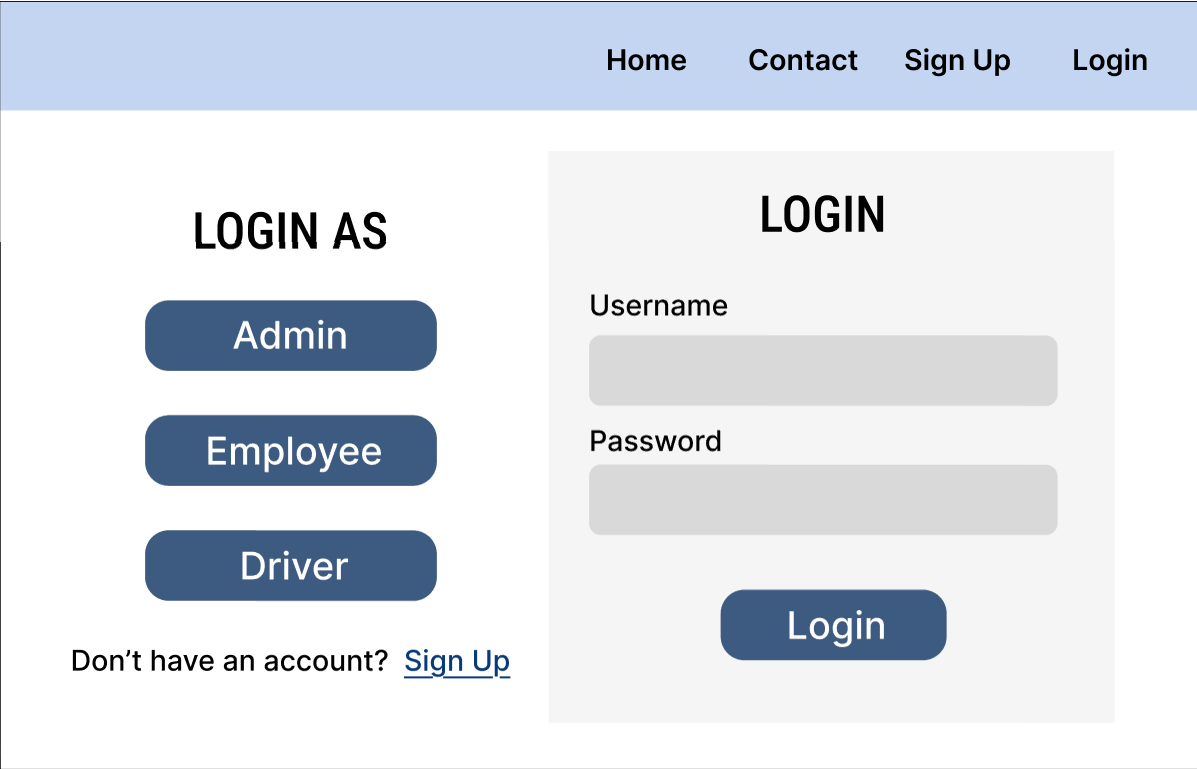 Home Contact Sign Up Login
LOGIN AS
Admin
Employee
Driver
Don’t have an account? Sign Up
LOGIN
Username
Password
Login